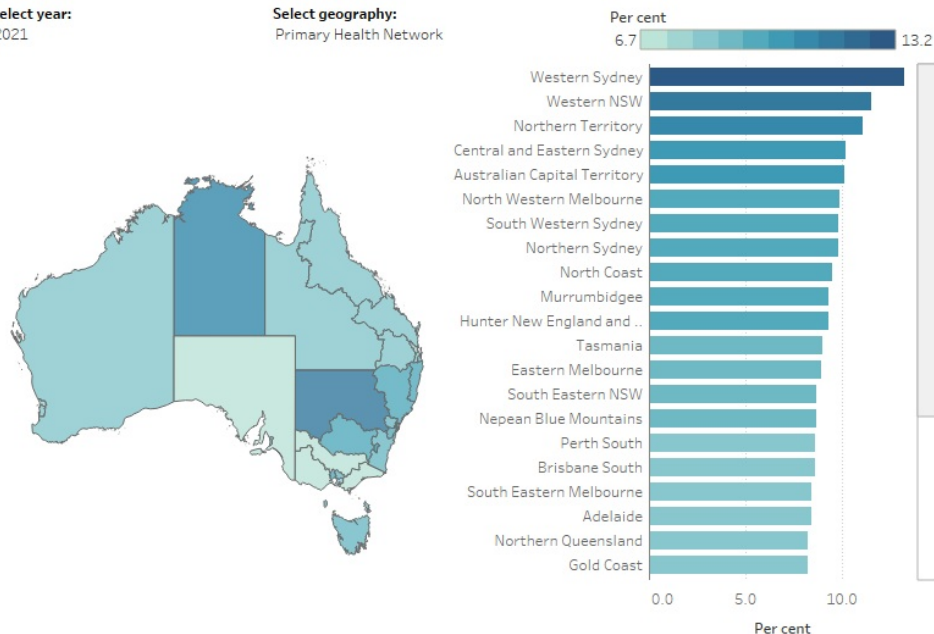 elect year:
2021
Select geography:
Primary Health Network
Per cent
6.7
13.2
Western Sydney
Western NSW
Northern Territory
Central and Eastern Sydney
Australian Capital Territory
North Western Melbourne
South Western Sydney
Northern Sydney
North Coast
Murrumbidgee
Hunter New England and ..
Tasmania
Eastern Melbourne
South Eastern NSW
Nepean Blue Mountains
Perth South
Brisbane South
South Eastern Melbourne
Adelaide
Northern Queensland
Gold Coast
0.0 5.0 10.0
Per cent